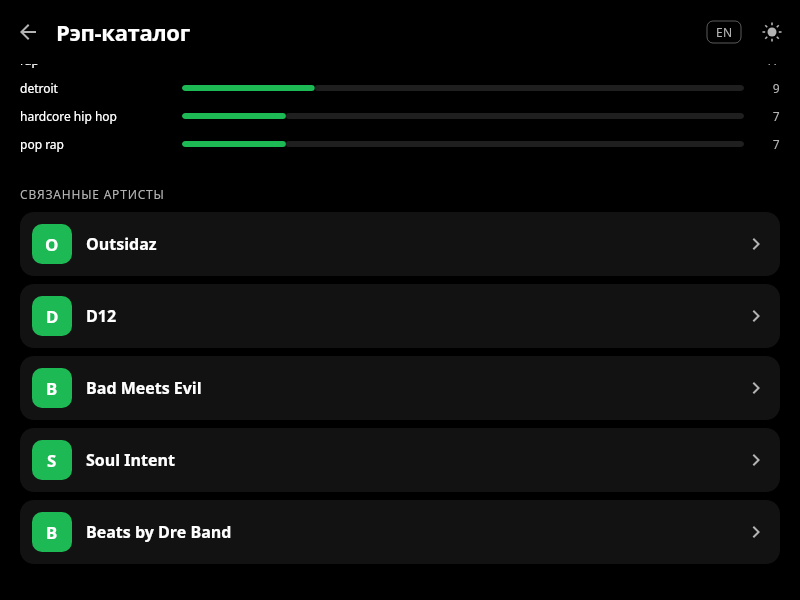 Рэп-каталог
EN
detroit 9
hardcore hip hop 7
pop rap 7
СВЯЗАННЫЕ АРТИСТЫ
O Outsidaz
D D12
B Bad Meets Evil
S Soul Intent
B Beats by Dre Band